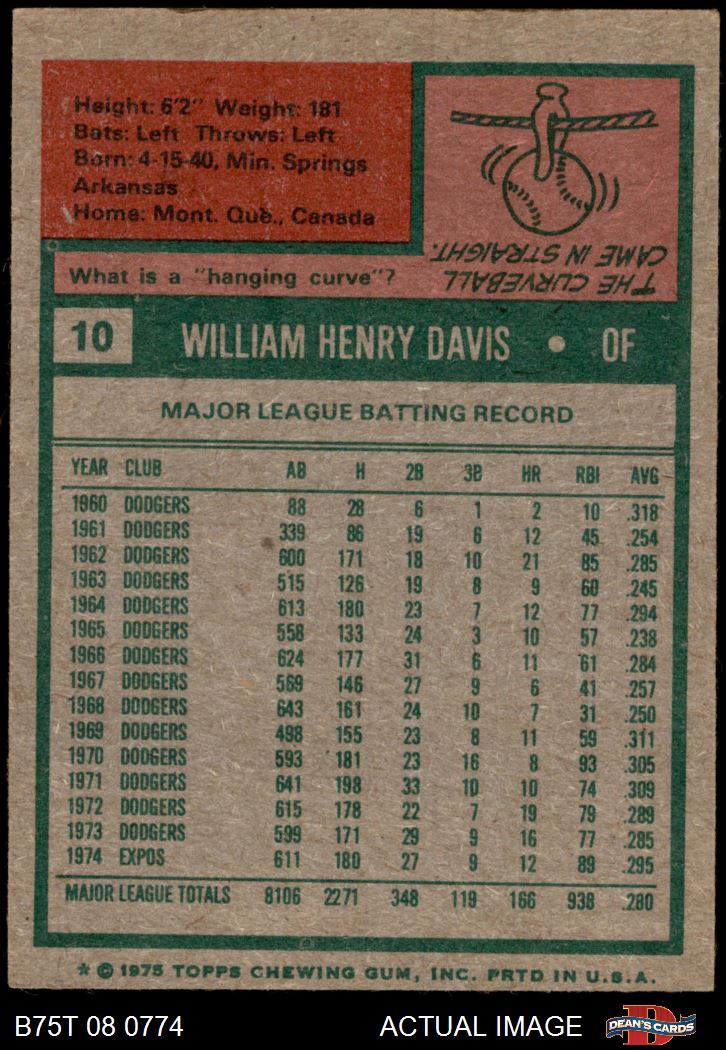 Height: 6'2" Weight: 181
Bats: Left Throws: Left
Born: 4-15-40, Min. Springs
Arkansas
Home: Mont. Que., Canada
What is a "hanging curve"?
THE CURVEBALL
CAME IN STRAIGHT.
10 WILLIAM HENRY DAVIS • OF
MAJOR LEAGUE BATTING RECORD
YEAR CLUB AB H 2B 3B HR RBI AVG
1960 DODGERS 88 28 6 1 2 10 .318
1961 DODGERS 339 86 19 6 12 45 .254
1962 DODGERS 600 171 18 10 21 85 .285
1963 DODGERS 515 126 19 8 9 60 .245
1964 DODGERS 613 180 23 7 12 77 .294
1965 DODGERS 558 133 24 3 10 57 .238
1966 DODGERS 624 177 31 6 11 61 .284
1967 DODGERS 569 146 27 9 6 41 .257
1968 DODGERS 643 161 24 10 7 31 .250
1969 DODGERS 498 155 23 8 11 59 .311
1970 DODGERS 593 181 23 16 8 93 .305
1971 DODGERS 641 198 33 10 10 74 .309
1972 DODGERS 615 178 22 7 19 79 .289
1973 DODGERS 599 171 29 9 16 77 .285
1974 EXPOS 611 180 27 9 12 89 .295
MAJOR LEAGUE TOTALS 8106 2271 348 119 166 938 .280
* © 1975 TOPPS CHEWING GUM, INC. PRTD IN U.S.A.
B75T 08 0774 ACTUAL IMAGE DEAN'S CARDS